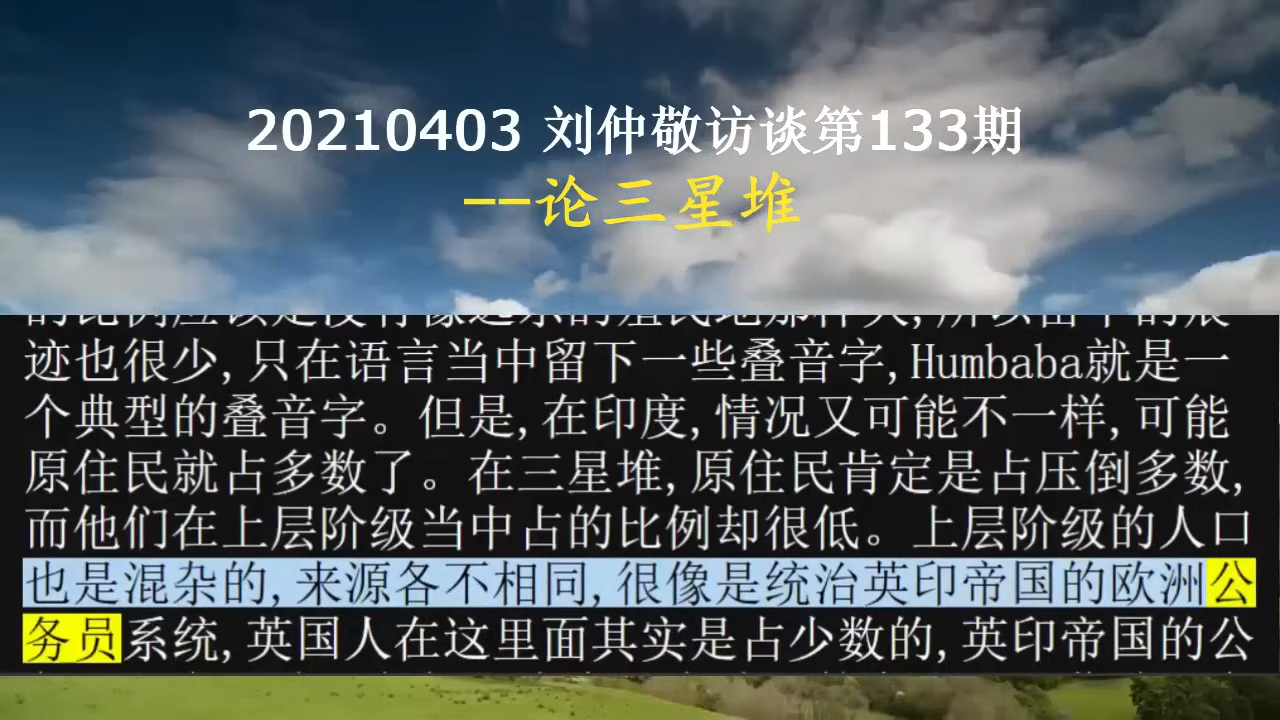 20210403 刘仲敬访谈第133期
--论三星堆
迹也很少,只在语言当中留下一些叠音字,Humbaba就是一
个典型的叠音字。但是,在印度,情况又可能不一样,可能
原住民就占多数了。在三星堆,原住民肯定是占压倒多数,
而他们在上层阶级当中占的比例却很低。上层阶级的人口
也是混杂的,来源各不相同,很像是统治英印帝国的欧洲公
务员系统,英国人在这里面其实是占少数的,英印帝国的公